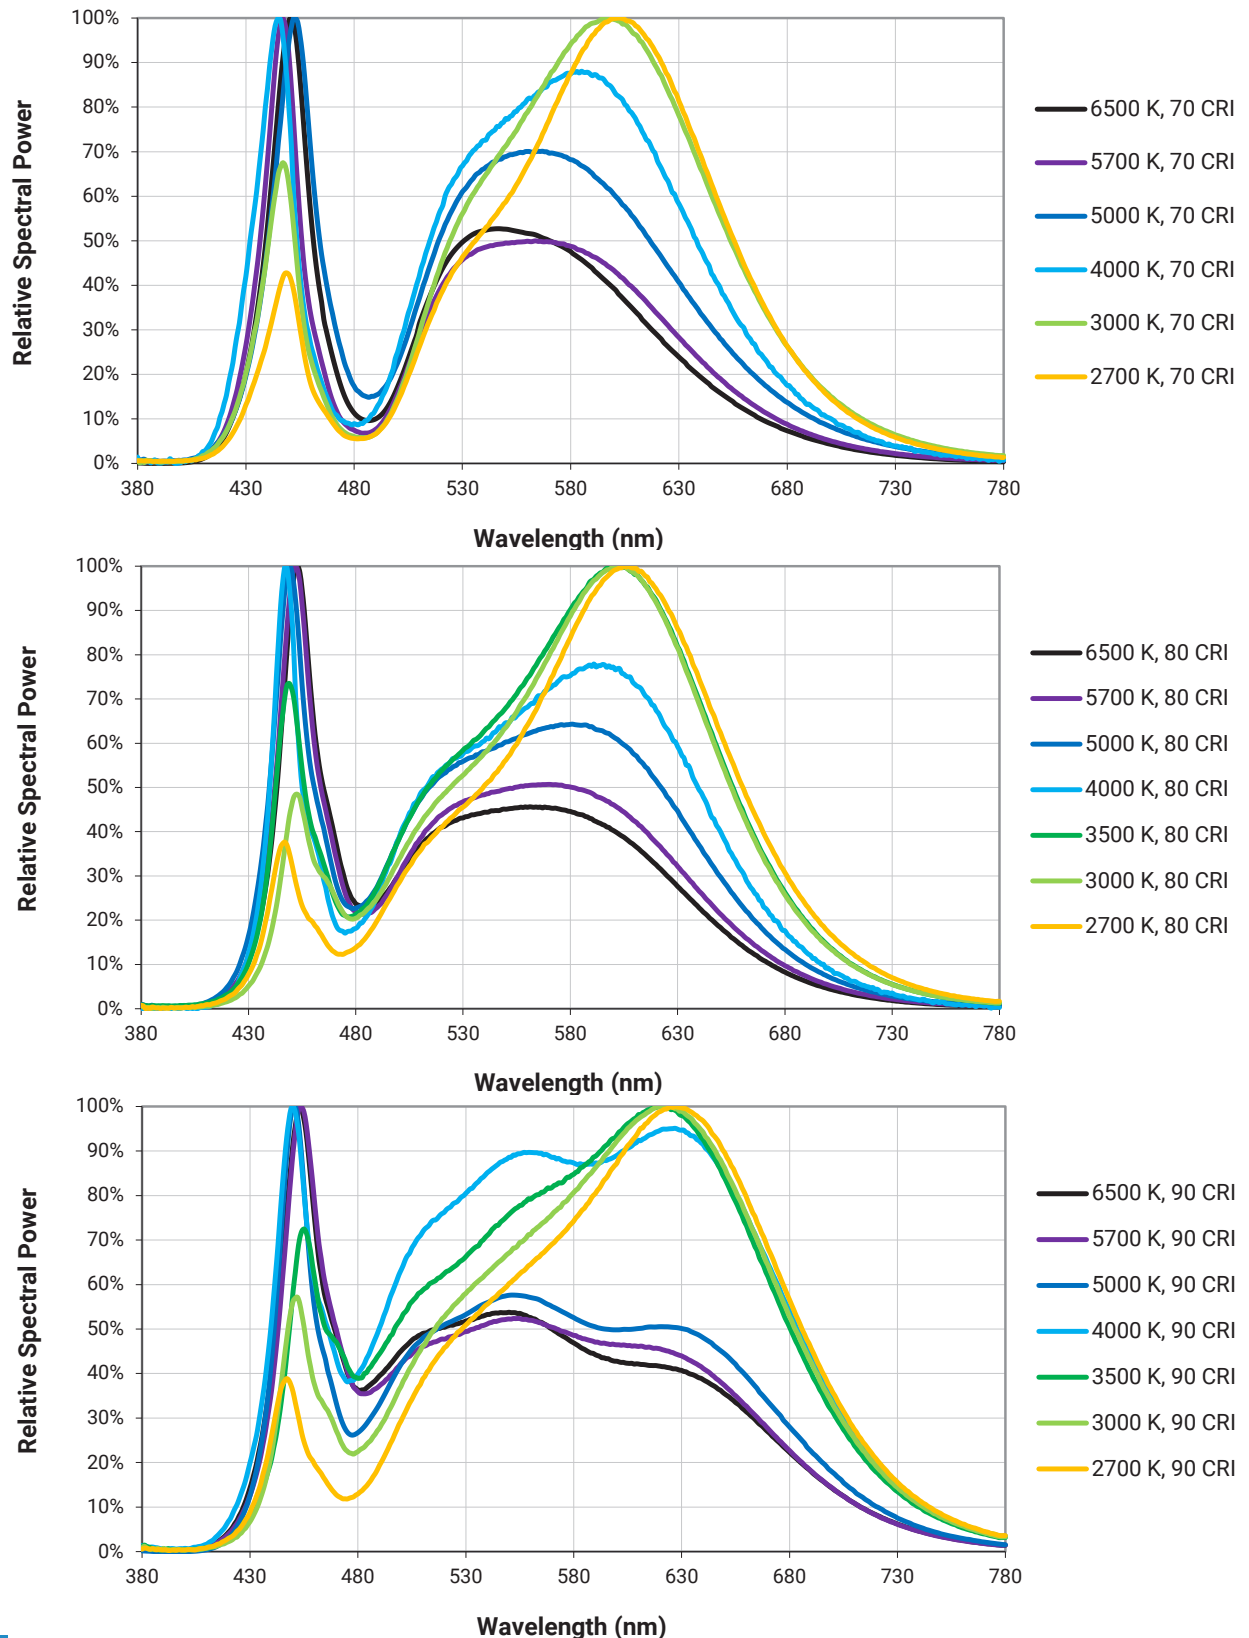 100%
90%
80%
70%
60%
50%
40%
30%
20%
10%
0%
Relative Spectral Power
380 430 480 530 580 630 680 730 780
Wavelength (nm)
6500 K, 70 CRI
5700 K, 70 CRI
5000 K, 70 CRI
4000 K, 70 CRI
3000 K, 70 CRI
2700 K, 70 CRI
100%
90%
80%
70%
60%
50%
40%
30%
20%
10%
0%
Relative Spectral Power
380 430 480 530 580 630 680 730 780
Wavelength (nm)
6500 K, 80 CRI
5700 K, 80 CRI
5000 K, 80 CRI
4000 K, 80 CRI
3500 K, 80 CRI
3000 K, 80 CRI
2700 K, 80 CRI
100%
90%
80%
70%
60%
50%
40%
30%
20%
10%
0%
Relative Spectral Power
380 430 480 530 580 630 680 730 780
Wavelength (nm)
6500 K, 90 CRI
5700 K, 90 CRI
5000 K, 90 CRI
4000 K, 90 CRI
3500 K, 90 CRI
3000 K, 90 CRI
2700 K, 90 CRI